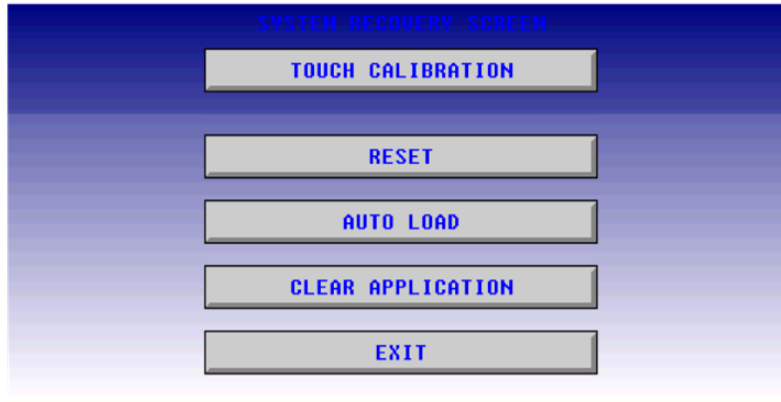 SYSTEM RECOVERY SCREEN
TOUCH CALIBRATION
RESET
AUTO LOAD
CLEAR APPLICATION
EXIT